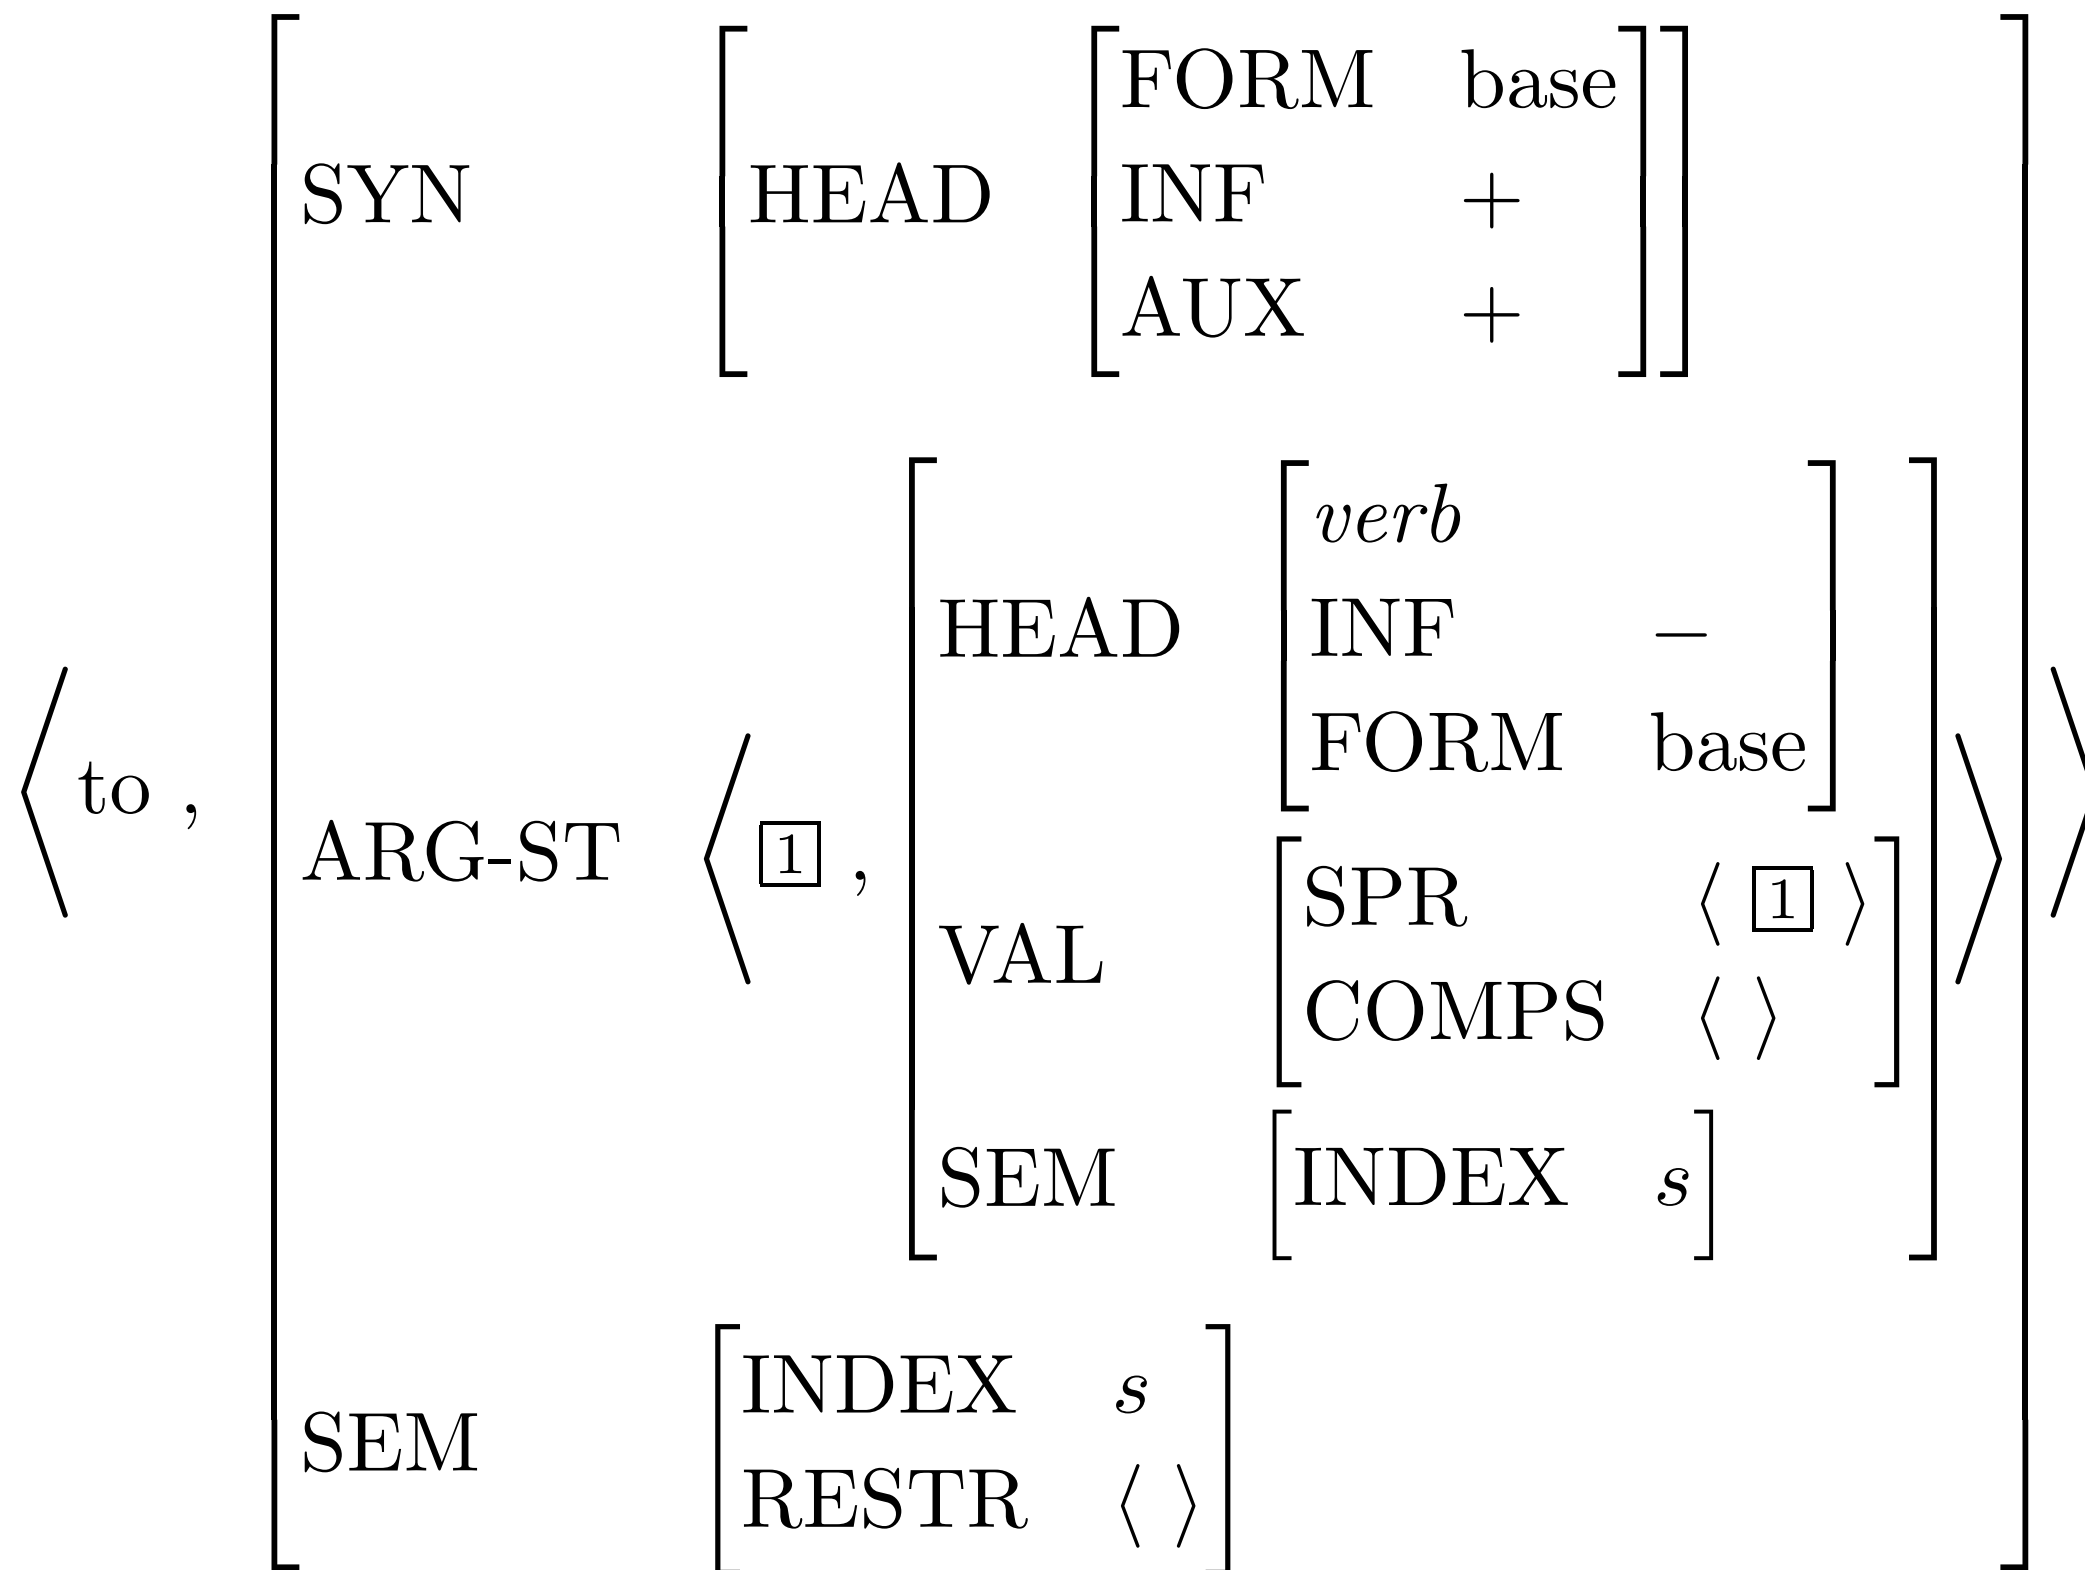 FORM base
SYN [HEAD [INF +]]
AUX +
verb
HEAD [INF −]
FORM base
⟨to ,
ARG-ST ⟨1 , SPR ⟨ 1 ⟩
VAL
COMPS ⟨ ⟩
SEM [INDEX s]
INDEX s
SEM
RESTR ⟨ ⟩